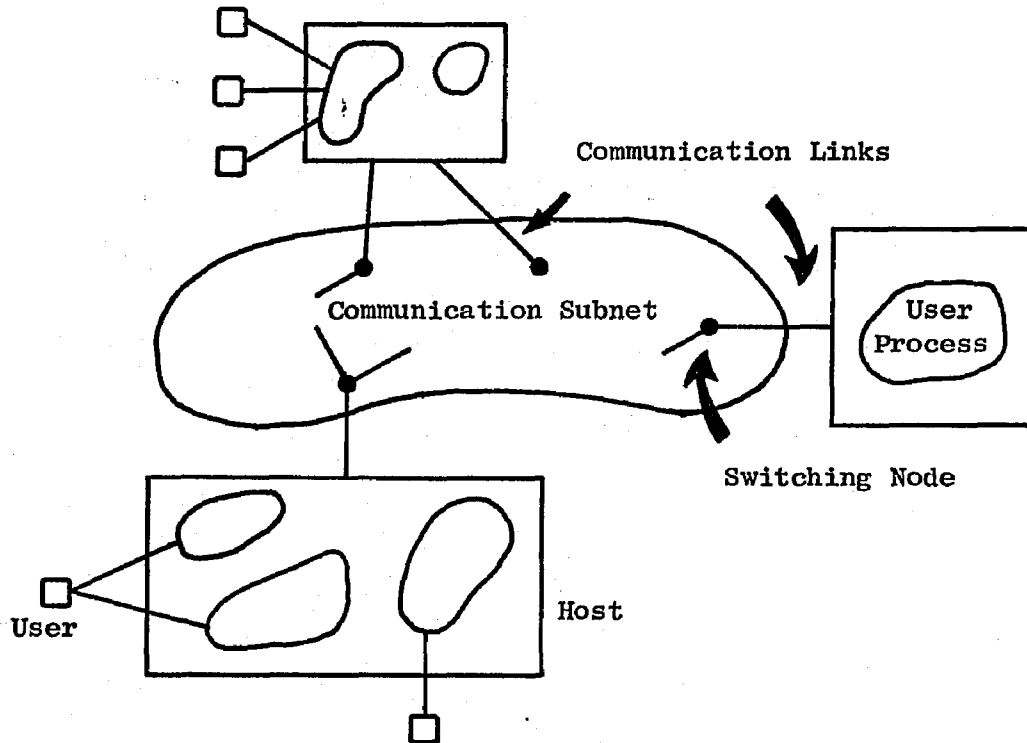 Communication Links
Communication Subnet
User
Process
Switching Node
User
Host